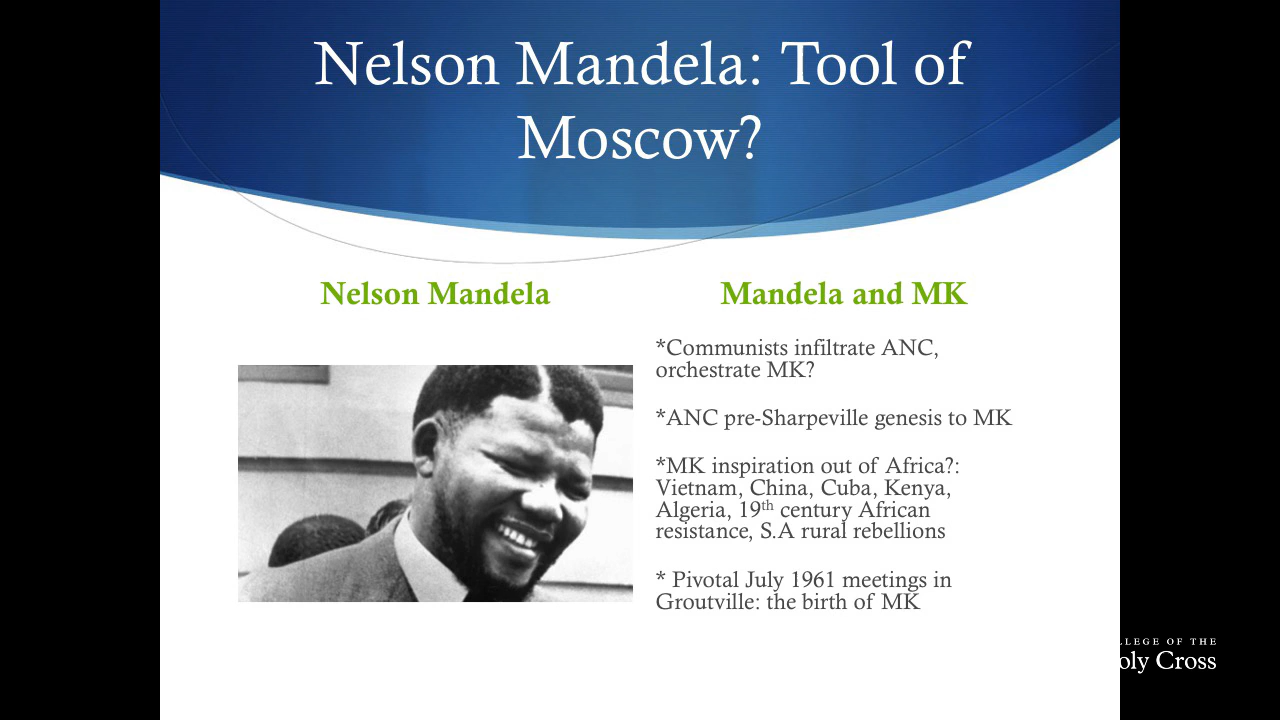 Nelson Mandela: Tool of
Moscow?
Nelson Mandela
Mandela and MK
*Communists infiltrate ANC,
orchestrate MK?
*ANC pre-Sharpeville genesis to MK
*MK inspiration out of Africa?:
Vietnam, China, Cuba, Kenya,
Algeria, 19th century African
resistance, S.A rural rebellions
* Pivotal July 1961 meetings in
Groutville: the birth of MK
OF THE
Cross